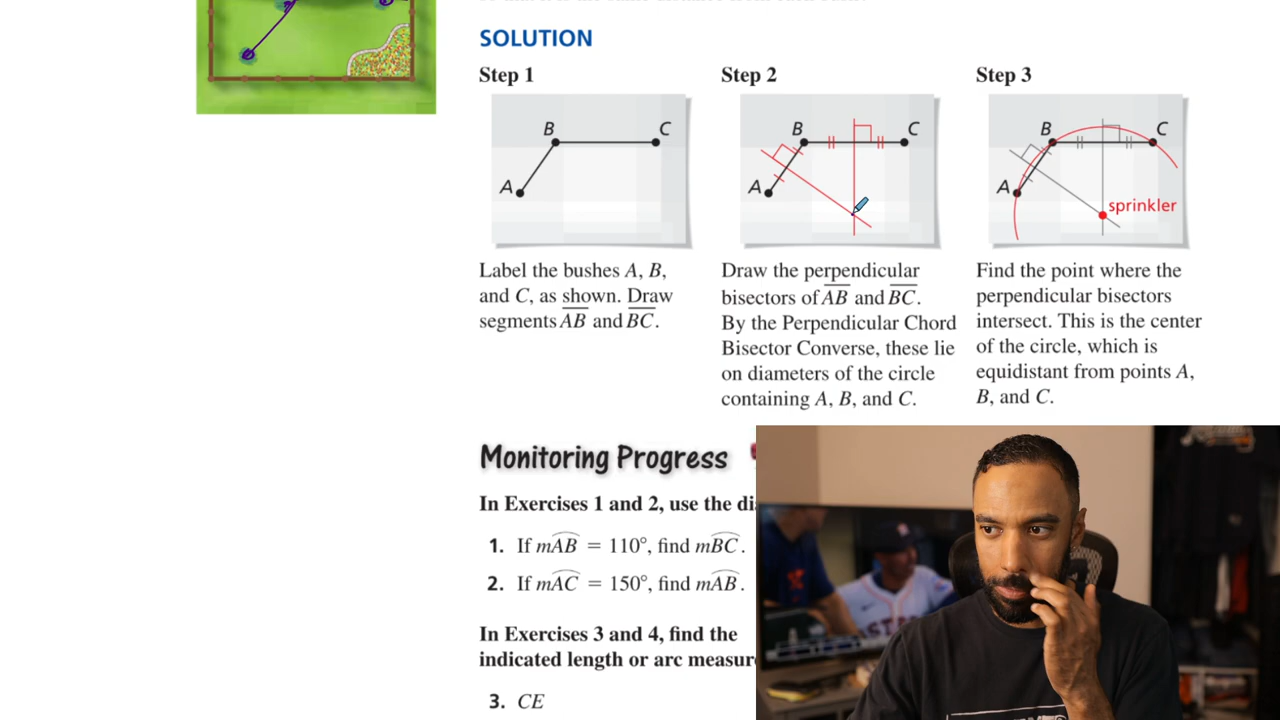 SOLUTION
Step 1
A
B
C
Label the bushes A, B,
and C, as shown. Draw
segments AB and BC.
Step 2
A
B
C
Draw the perpendicular
bisectors of AB and BC.
By the Perpendicular Chord
Bisector Converse, these lie
on diameters of the circle
containing A, B, and C.
Step 3
A
B
C
sprinkler
Find the point where the
perpendicular bisectors
intersect. This is the center
of the circle, which is
equidistant from points A,
B, and C.
Monitoring Progress
In Exercises 1 and 2, use the di
1. If mAB = 110°, find mBC.
2. If mAC = 150°, find mAB.
In Exercises 3 and 4, find the
indicated length or arc measur
3. CE